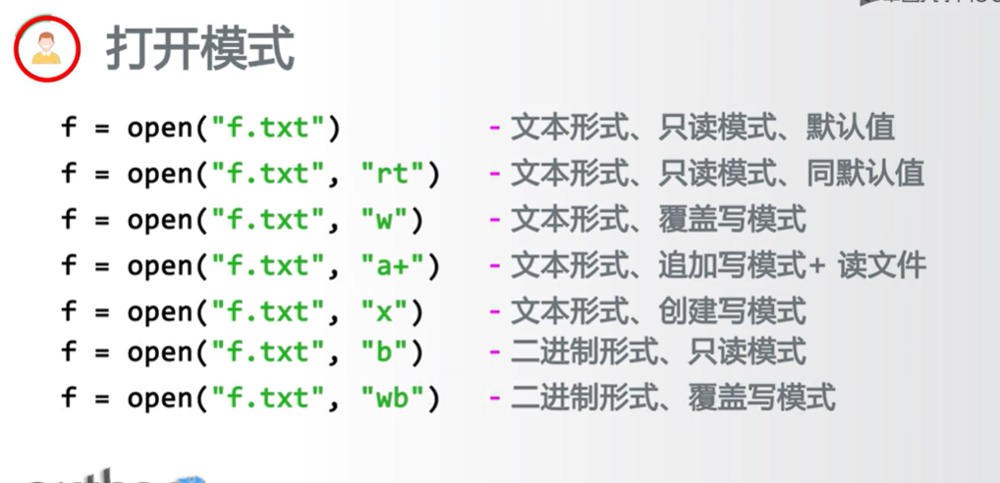 打开模式
f = open("f.txt") - 文本形式、只读模式、默认值
f = open("f.txt", "rt") - 文本形式、只读模式、同默认值
f = open("f.txt", "w") - 文本形式、覆盖写模式
f = open("f.txt", "a+") - 文本形式、追加写模式+ 读文件
f = open("f.txt", "x") - 文本形式、创建写模式
f = open("f.txt", "b") - 二进制形式、只读模式
f = open("f.txt", "wb") - 二进制形式、覆盖写模式